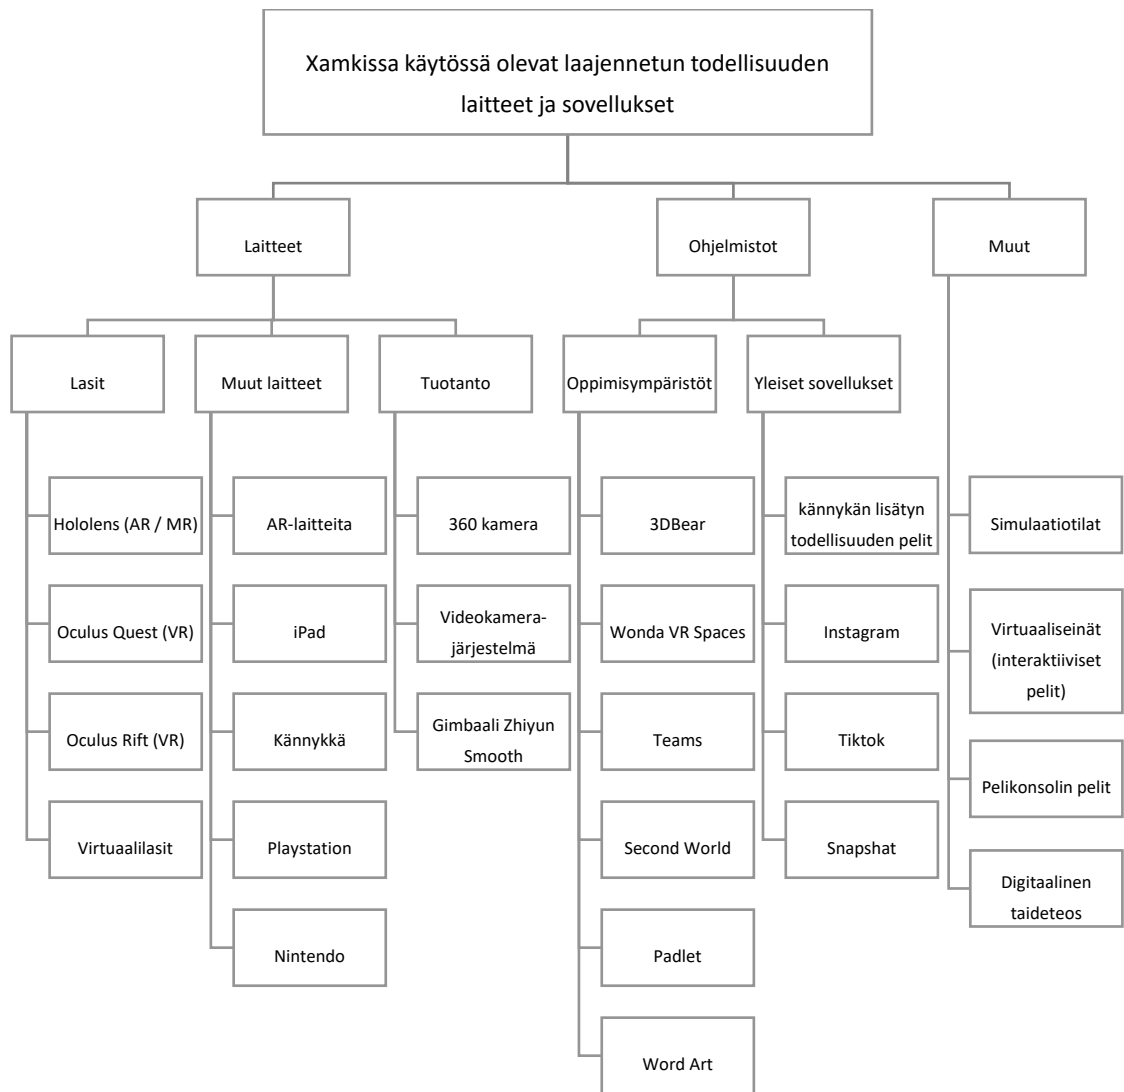 Xamkissa käytössä olevat laajennetun todellisuuden
laitteet ja sovellukset
Laitteet
Ohjelmistot
Muut
Lasit
Muut laitteet
Tuotanto
Oppimisympäristöt
Yleiset sovellukset
Hololens (AR / MR)
Oculus Quest (VR)
Oculus Rift (VR)
Virtuaalilasit
AR-laitteita
iPad
Kännykkä
Playstation
Nintendo
360 kamera
Videokamera-
järjestelmä
Gimbaali Zhiyun
Smooth
3DBear
Wonda VR Spaces
Teams
Second World
Padlet
Word Art
kännykän lisätyn
todellisuuden pelit
Instagram
Tiktok
Snapshat
Simulaatiotilat
Virtuaaliseinät
(interaktiiviset
pelit)
Pelikonsolin pelit
Digitaalinen
taideteos